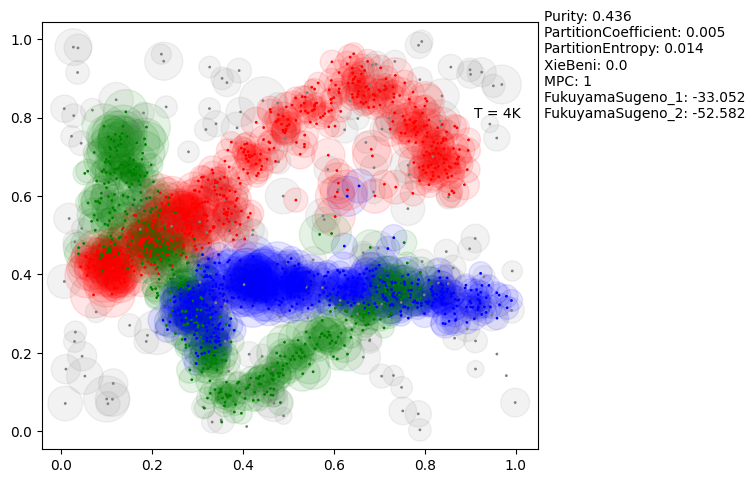 Purity: 0.436
PartitionCoefficient: 0.005
PartitionEntropy: 0.014
XieBeni: 0.0
MPC: 1
FukuyamaSugeno_1: -33.052
FukuyamaSugeno_2: -52.582
T = 4K
1.0
0.8
0.6
0.4
0.2
0.0
0.0 0.2 0.4 0.6 0.8 1.0